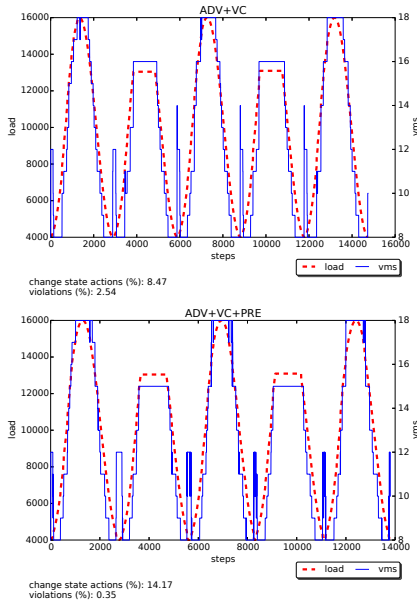 ADV+VC
16000
14000
12000
10000
8000
6000
4000
load
18
16
14
12
10
8
vms
0 2000 4000 6000 8000 10000 12000 14000 16000
steps
load vms
change state actions (%): 8.47
violations (%): 2.54
ADV+VC+PRE
16000
14000
12000
10000
8000
6000
4000
load
18
16
14
12
10
8
vms
0 2000 4000 6000 8000 10000 12000 14000
steps
load vms
change state actions (%): 14.17
violations (%): 0.35